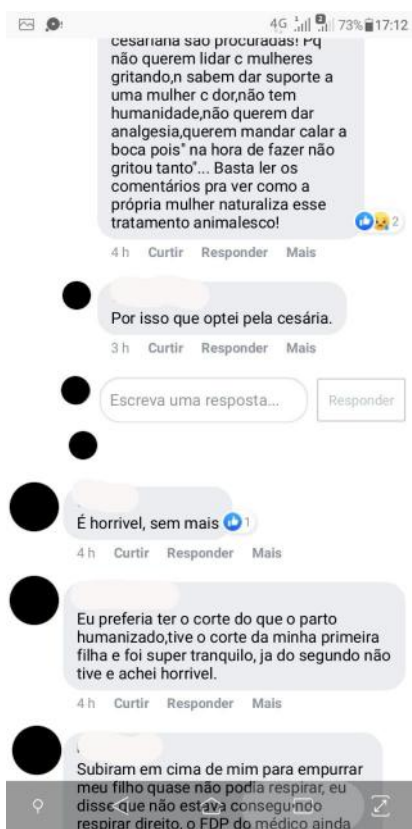 4G 73% 17:12
cesariana são procuradas! Pq
não querem lidar c mulheres
gritando,n sabem dar suporte a
uma mulher c dor,não tem
humanidade,não querem dar
analgesia,querem mandar calar a
boca pois" na hora de fazer não
gritou tanto"... Basta ler os
comentários pra ver como a
própria mulher naturaliza esse
tratamento animalesco!
2
4 h Curtir Responder Mais
Por isso que optei pela cesária.
3 h Curtir Responder Mais
Escreva uma resposta... Responder
É horrivel, sem mais 1
4 h Curtir Responder Mais
Eu preferia ter o corte do que o parto
humanizado,tive o corte da minha primeira
filha e foi super tranquilo, ja do segundo não
tive e achei horrivel.
4 h Curtir Responder Mais
Subiram em cima de mim para empurrar
meu filho quase não podia respirar, eu
disse que não estava conseguindo
respirar direito, o FDP do médico ainda